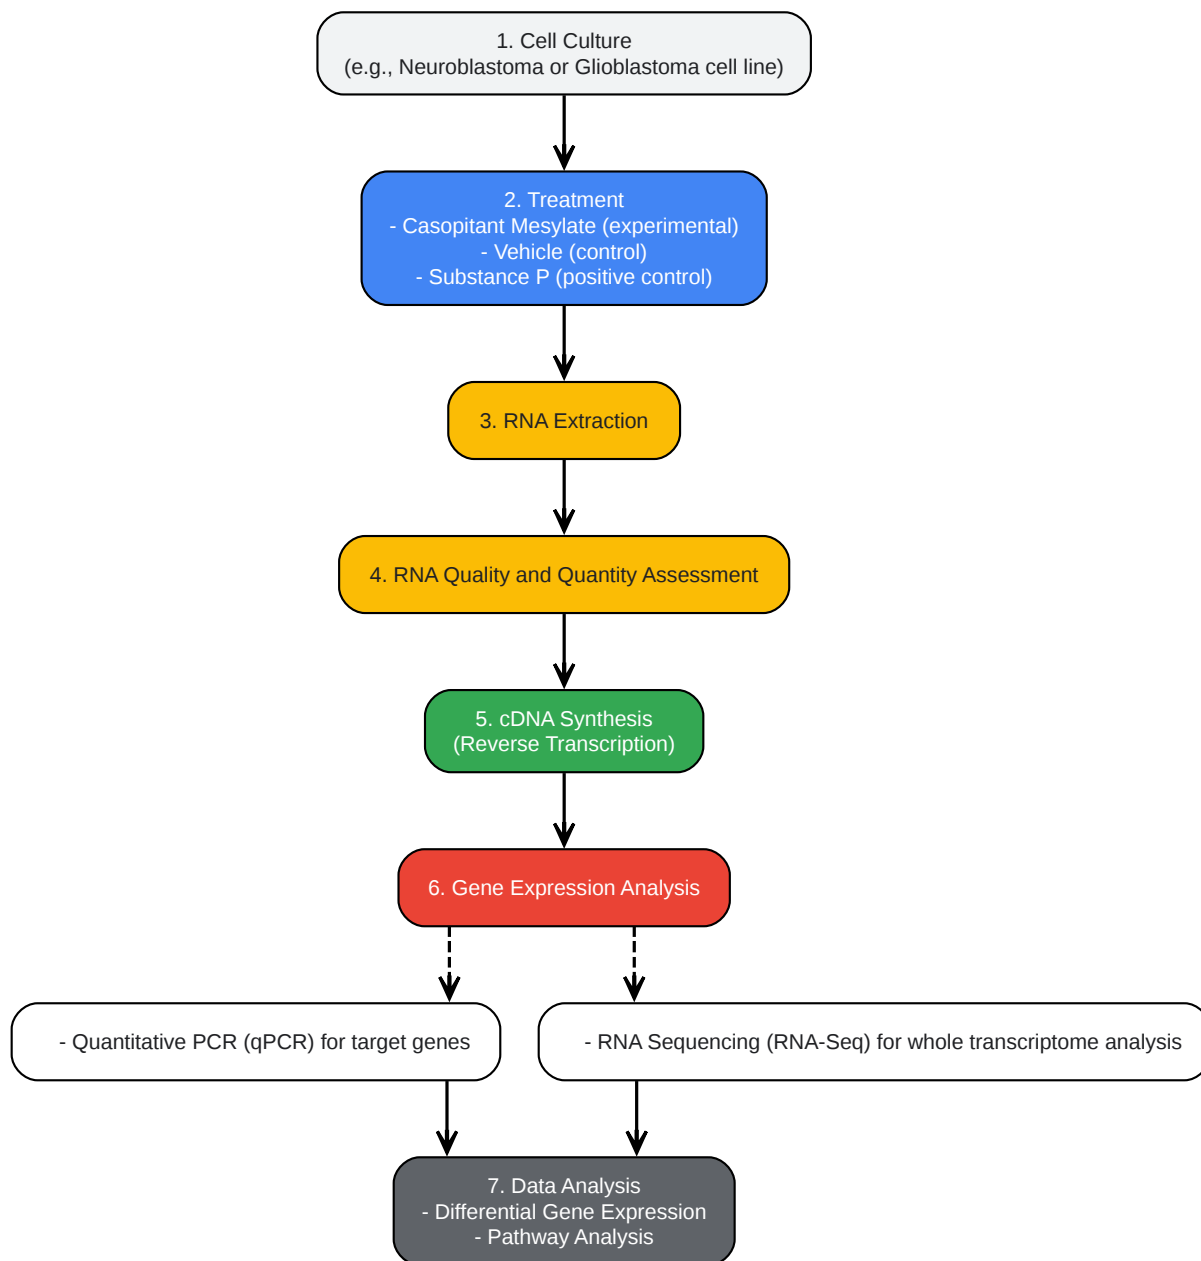 1. Cell Culture
(e.g., Neuroblastoma or Glioblastoma cell line)
2. Treatment
- Casopitant Mesylate (experimental)
- Vehicle (control)
- Substance P (positive control)
3. RNA Extraction
4. RNA Quality and Quantity Assessment
5. cDNA Synthesis
(Reverse Transcription)
6. Gene Expression Analysis
- Quantitative PCR (qPCR) for target genes
- RNA Sequencing (RNA-Seq) for whole transcriptome analysis
7. Data Analysis
- Differential Gene Expression
- Pathway Analysis